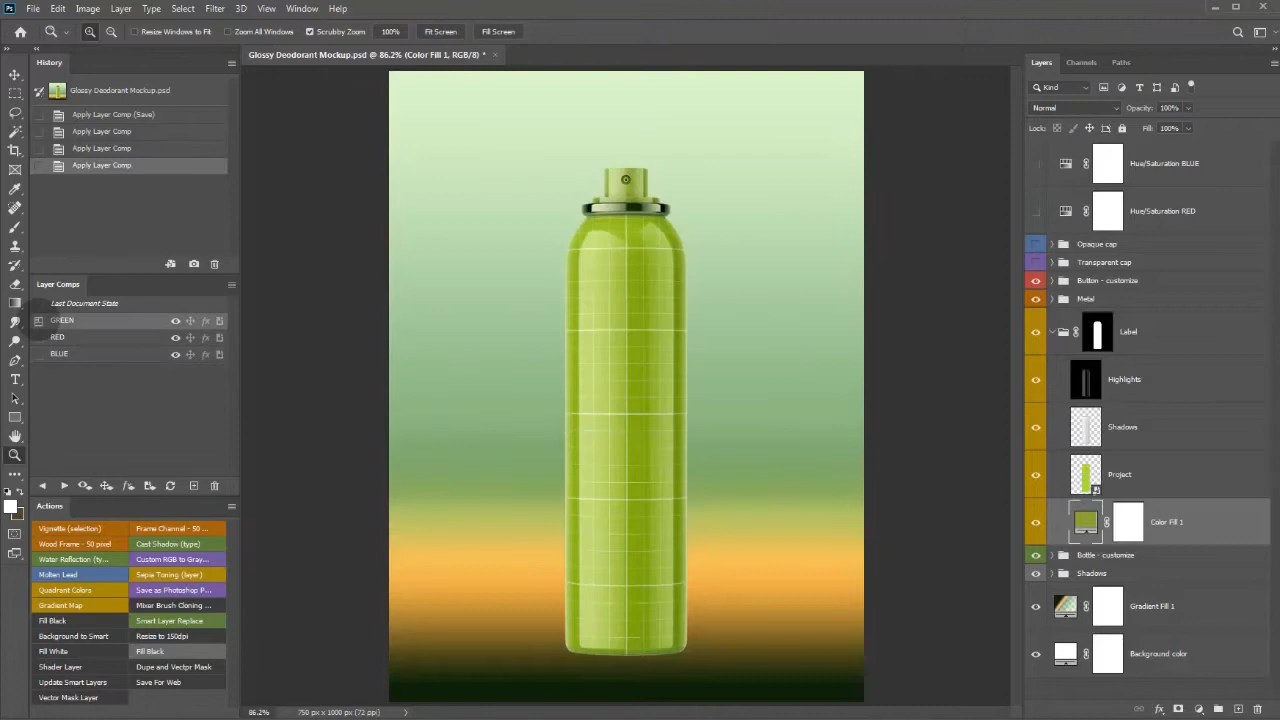 Ps File Edit Image Layer Type Select Filter 3D View Window Help
Resize Windows to Fit Zoom All Windows Scrubby Zoom 100% Fit Screen Fill Screen
History
Glossy Deodorant Mockup.psd
Apply Layer Comp (Save)
Apply Layer Comp
Apply Layer Comp
Apply Layer Comp
Layer Comps
Last Document State
GREEN
RED
BLUE
Actions
Vignette (selection) Frame Channel - 50 ...
Wood Frame - 50 pixel Cast Shadow (type)
Water Reflection (ty... Custom RGB to Gray...
Molten Lead Sepia Toning (layer)
Quadrant Colors Save as Photoshop P...
Gradient Map Mixer Brush Cloning ...
Fill Black Smart Layer Replace
Background to Smart Resize to 150dpi
Fill White Fill Black
Shader Layer Dupe and Vectpr Mask
Update Smart Layers Save For Web
Vector Mask Layer
Glossy Deodorant Mockup.psd @ 86.2% (Color Fill 1, RGB/8) * ×
86.2% 750 px x 1000 px (72 ppi)
Layers Channels Paths
Kind
Normal Opacity: 100%
Lock: Fill: 100%
Hue/Saturation BLUE
Hue/Saturation RED
Opaque cap
Transparent cap
Button - customize
Metal
Label
Highlights
Shadows
Project
Color Fill 1
Bottle - customize
Shadows
Gradient Fill 1
Background color